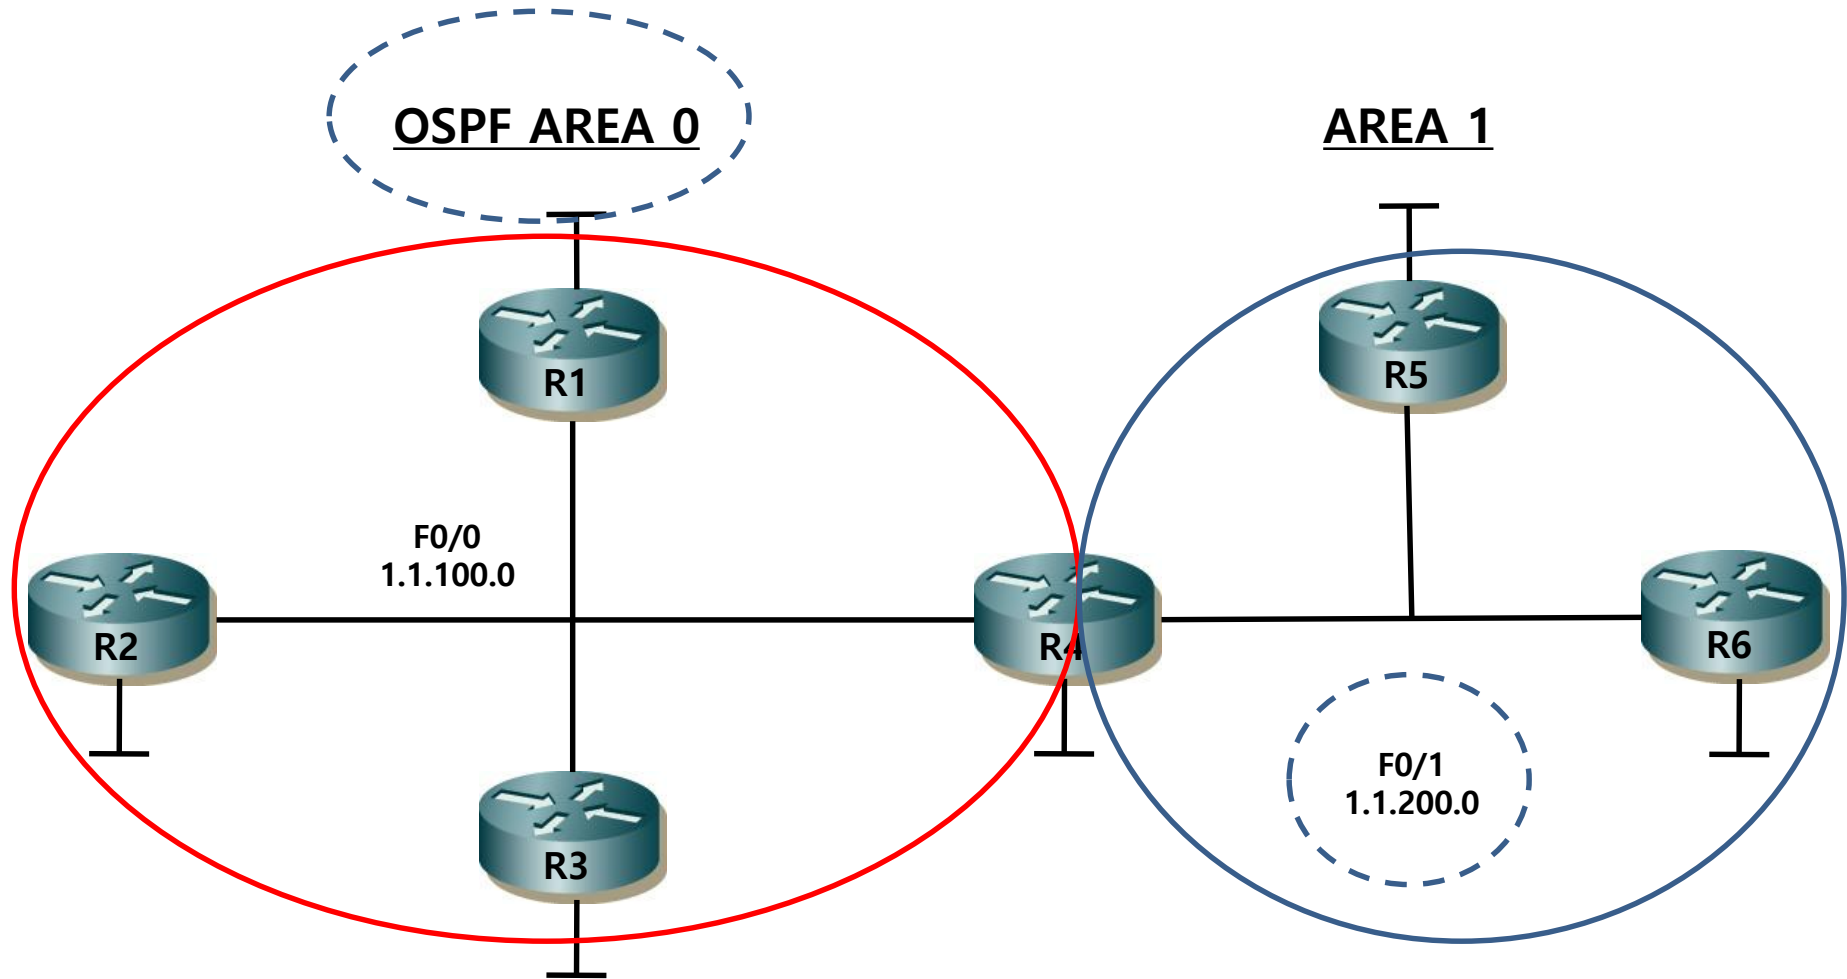 OSPF AREA 0
AREA 1
R1
R5
F0/0
1.1.100.0
R2
R4
R6
F0/1
1.1.200.0
R3